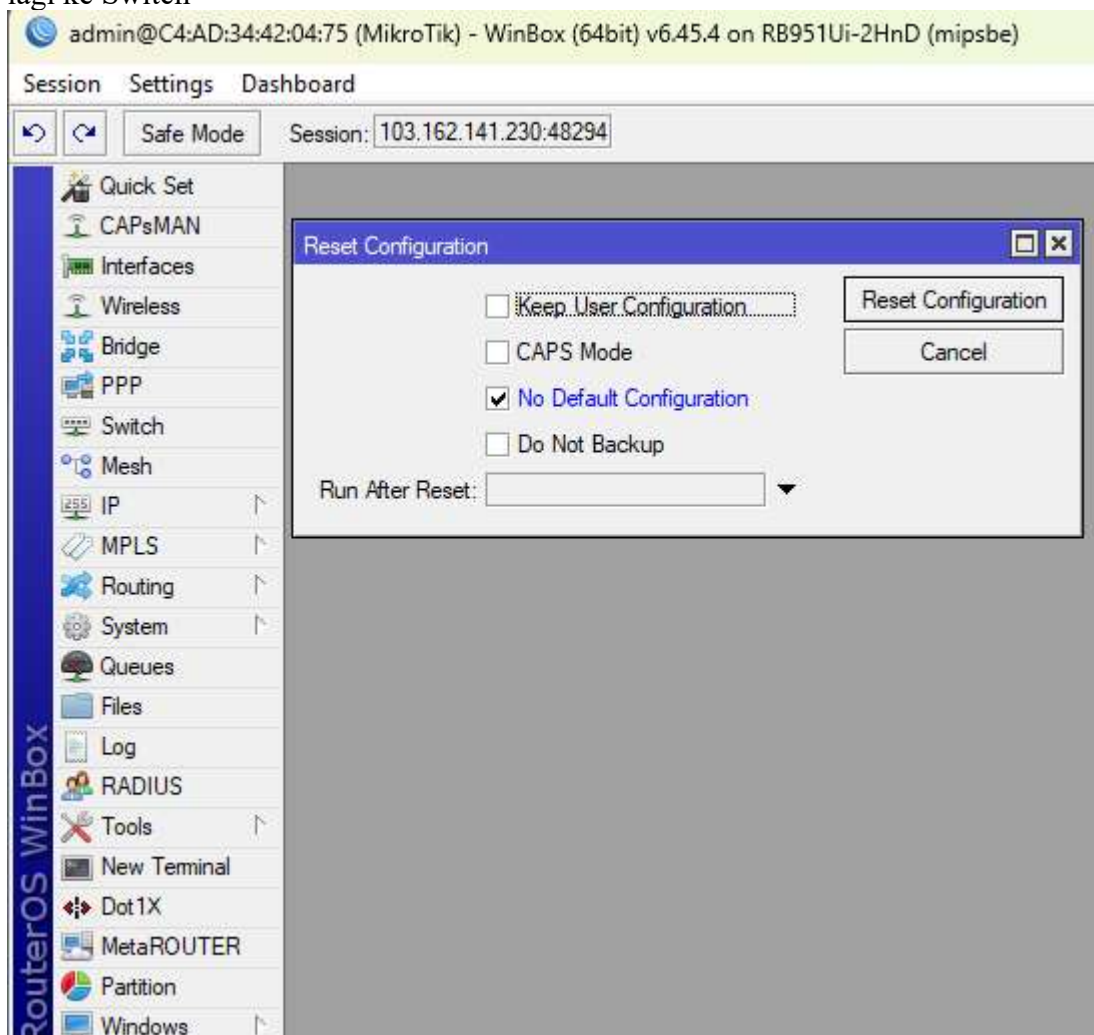 lagi ke Switch
admin@C4:AD:34:42:04:75 (MikroTik) - WinBox (64bit) v6.45.4 on RB951Ui-2HnD (mipsbe)
Session Settings Dashboard
Safe Mode Session: 103.162.141.230:48294
Quick Set
CAPsMAN
Interfaces
Wireless
Bridge
PPP
Switch
Mesh
IP
MPLS
Routing
System
Queues
Files
Log
RADIUS
Tools
New Terminal
Dot1X
MetaROUTER
Partition
Windows
RouterOS WinBox
Reset Configuration
Keep User Configuration
CAPS Mode
No Default Configuration
Do Not Backup
Run After Reset:
Reset Configuration
Cancel